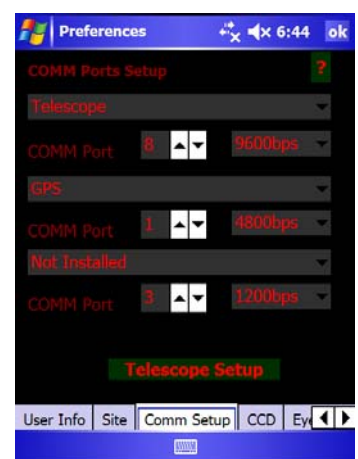 Preferences 6:44 ok
COMM Ports Setup ?
Telescope
COMM Port 8 9600bps
GPS
COMM Port 1 4800bps
Not Installed
COMM Port 3 1200bps
Telescope Setup
User Info Site Comm Setup CCD Eye